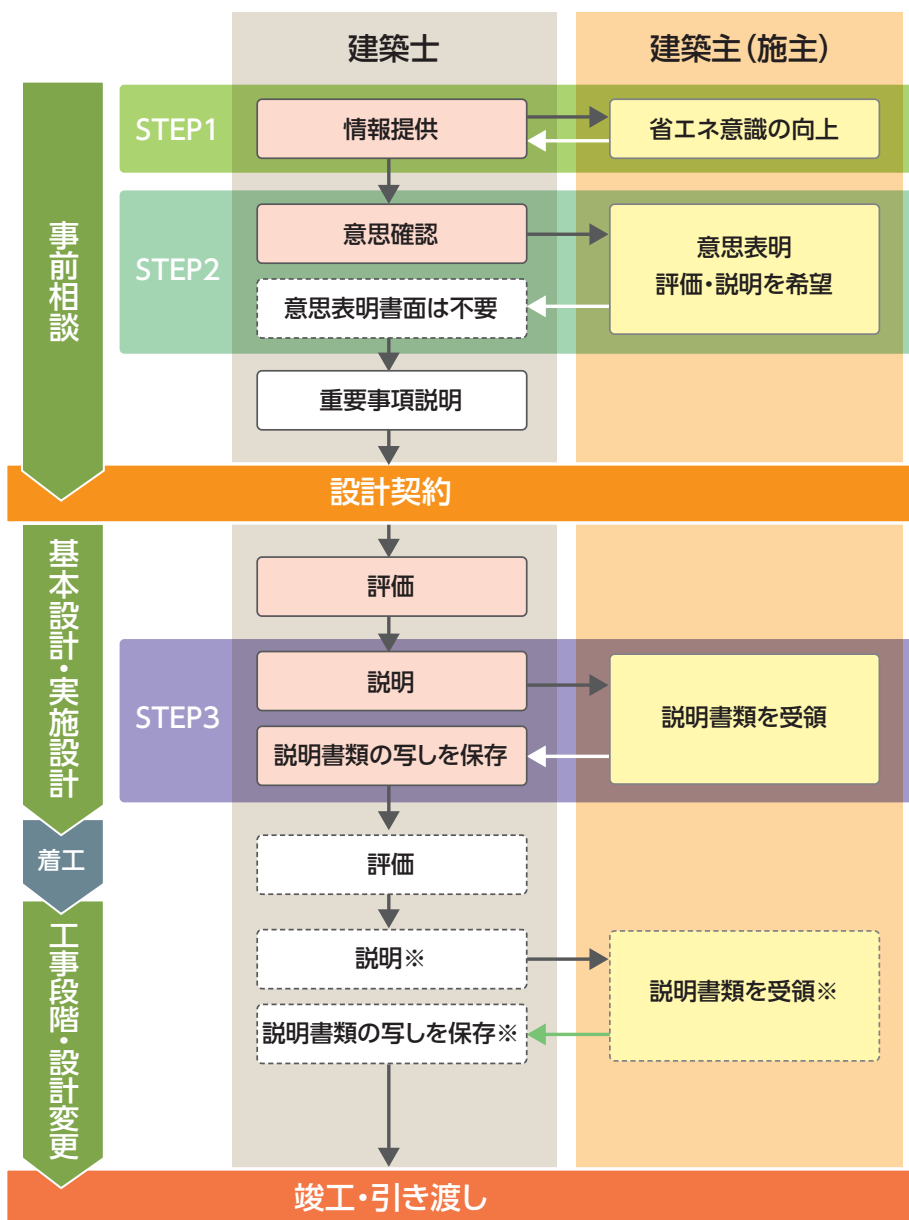 建築士
建築主(施主)
事前相談
STEP1
情報提供
省エネ意識の向上
STEP2
意思確認
意思表明
評価・説明を希望
意思表明書面は不要
重要事項説明
設計契約
基本設計・実施設計
評価
STEP3
説明
説明書類を受領
説明書類の写しを保存
着工
評価
工事段階・設計変更
説明※
説明書類を受領※
説明書類の写しを保存※
竣工・引き渡し